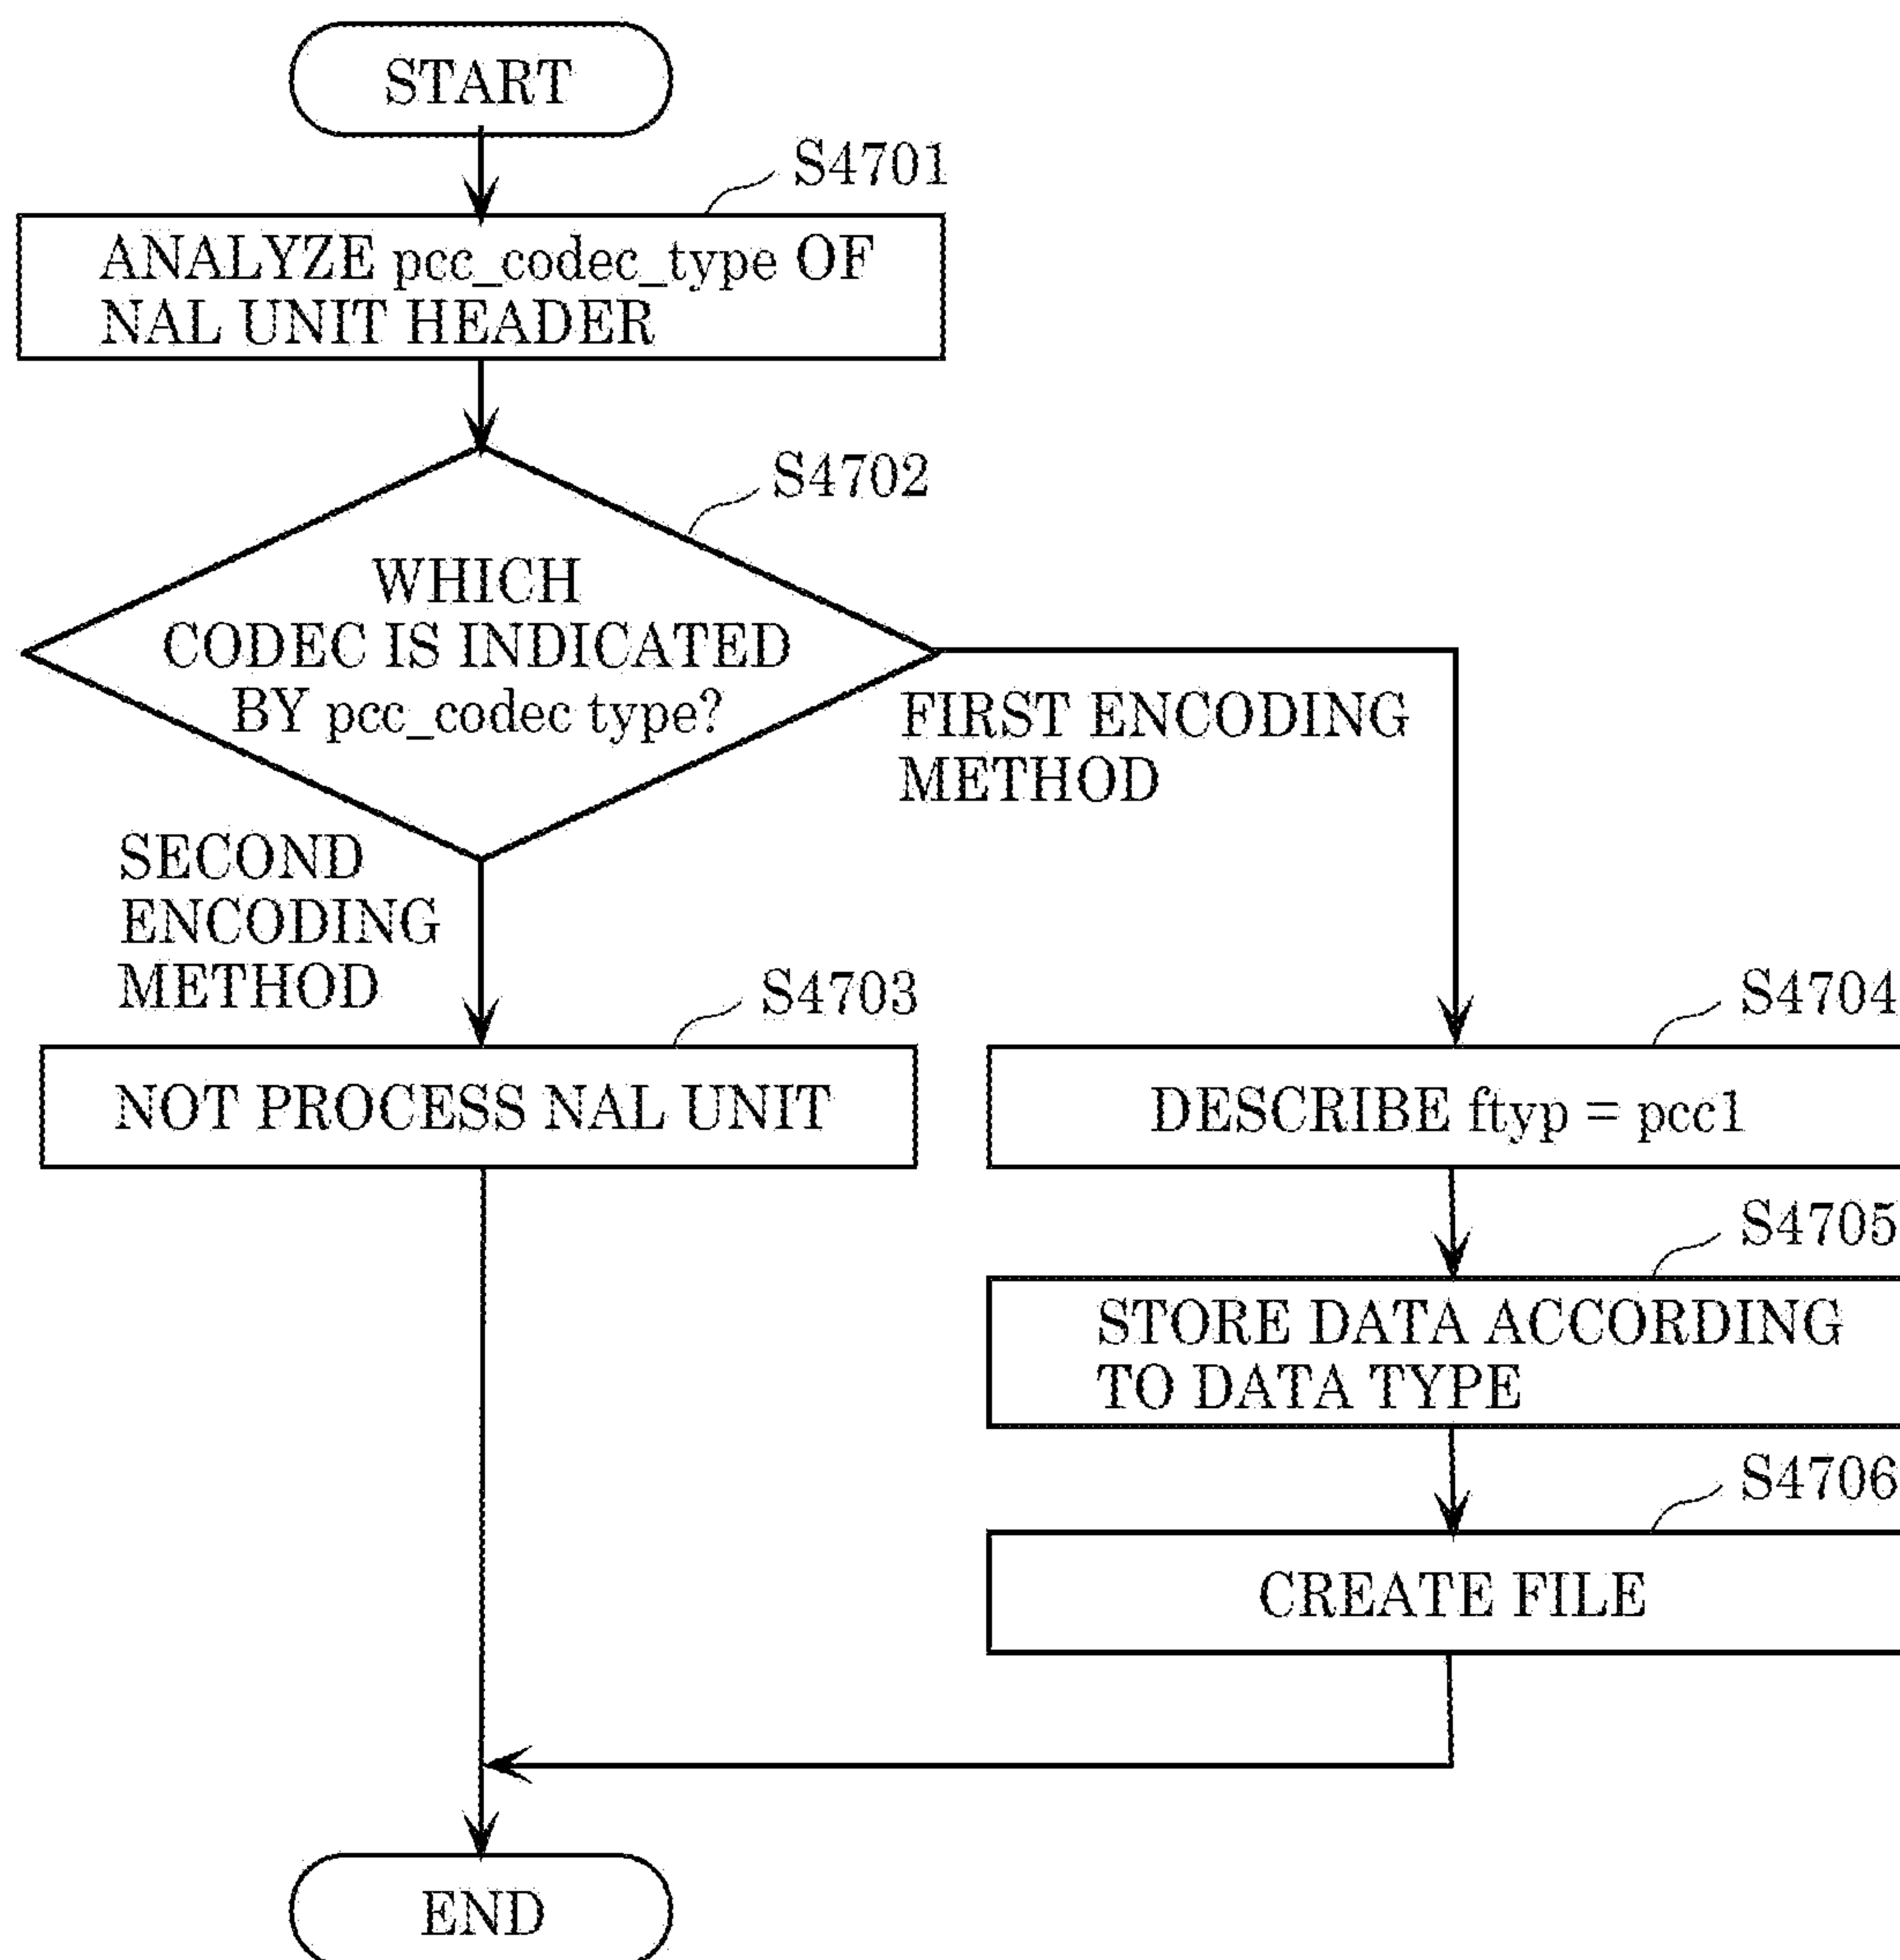 START
S4701
ANALYZE pcc_codec_type OF
NAL UNIT HEADER
S4702
WHICH
CODEC IS INDICATED
BY pcc_codec type?
FIRST ENCODING
METHOD
SECOND
ENCODING
METHOD
S4703
NOT PROCESS NAL UNIT
S4704
DESCRIBE ftyp = pcc1
S4705
STORE DATA ACCORDING
TO DATA TYPE
S4706
CREATE FILE
END